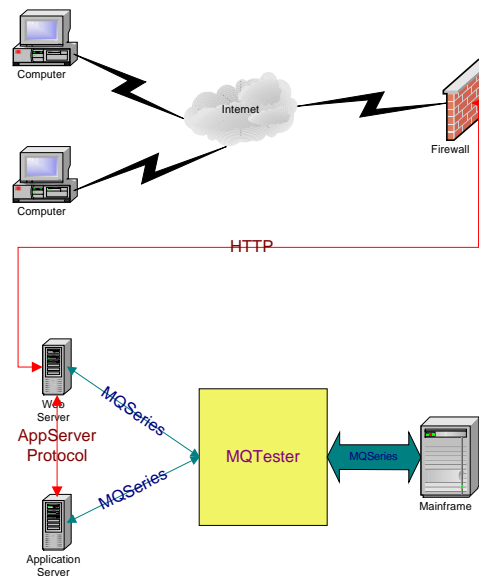 Computer
Internet
Firewall
Computer
HTTP
Web
Server
AppServer
Protocol
MQSeries
MQSeries
MQTester
MQSeries
Mainframe
Application
Server